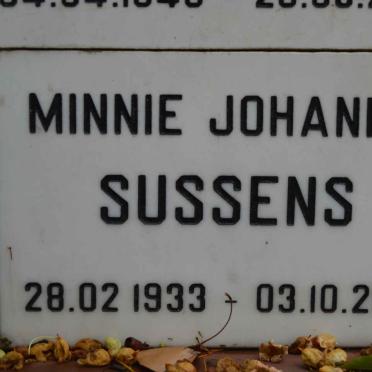 MINNIE JOHAN
SUSSENS
28.02 1933 - 03.10.2